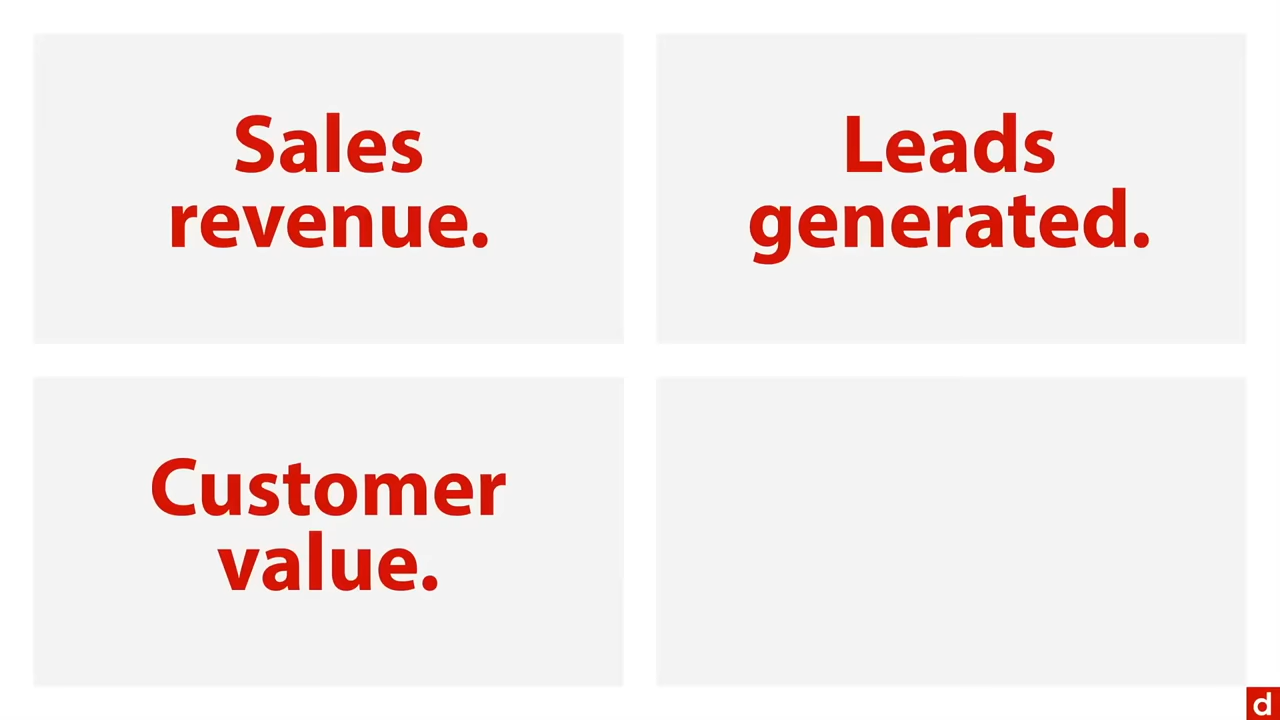 Sales
revenue.
Leads
generated.
Customer
value.
d